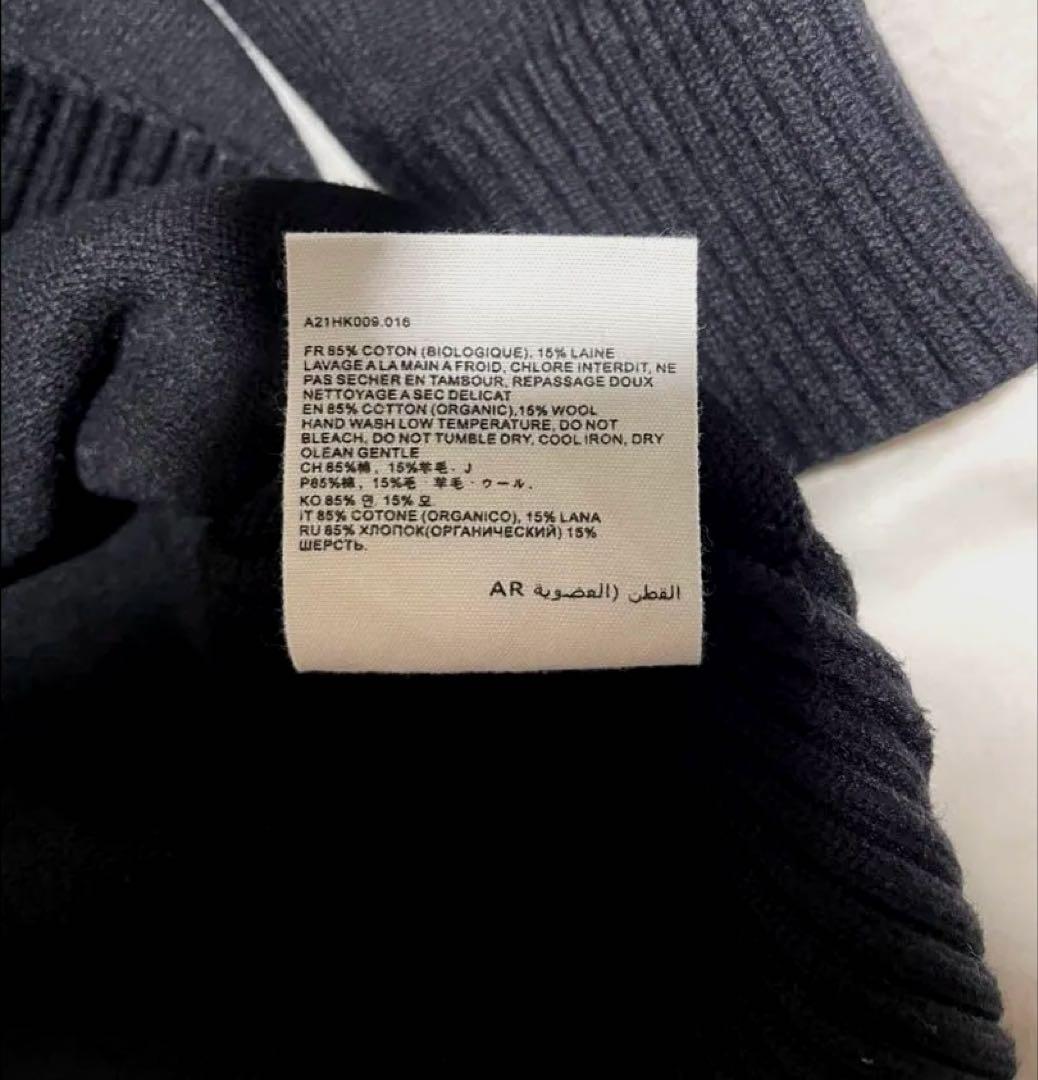 A21HK009.016
FR 85% COTON (BIOLOGIQUE), 15% LAINE
LAVAGE A LA MAIN A FROID, CHLORE INTERDIT, NE
PAS SECHER EN TAMBOUR, REPASSAGE DOUX
NETTOYAGE A SEC DELICAT
EN 85% COTTON (ORGANIC),15% WOOL
HAND WASH LOW TEMPERATURE, DO NOT
BLEACH, DO NOT TUMBLE DRY, COOL IRON, DRY
OLEAN GENTLE
CH 85%棉, 15%羊毛. J
P85%棉, 15%毛 羊毛・ウール.
KO 85% 면, 15% 모.
IT 85% COTONE (ORGANICO), 15% LANA
RU 85% ХЛОПОК(ОРГАНИЧЕСКИЙ) 15%
ШЕРСТЬ.
القطن (العضوية AR